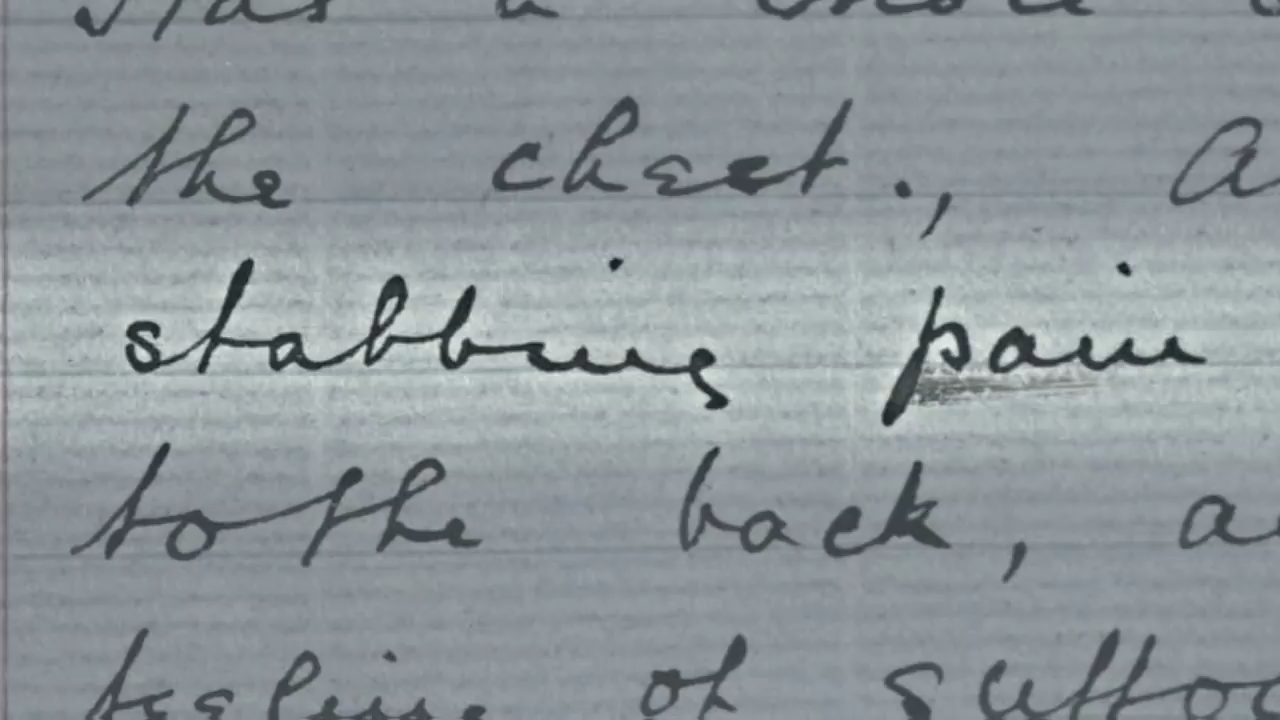 the chest., A
stabbing pain
to the back, a
feeling of suffoc